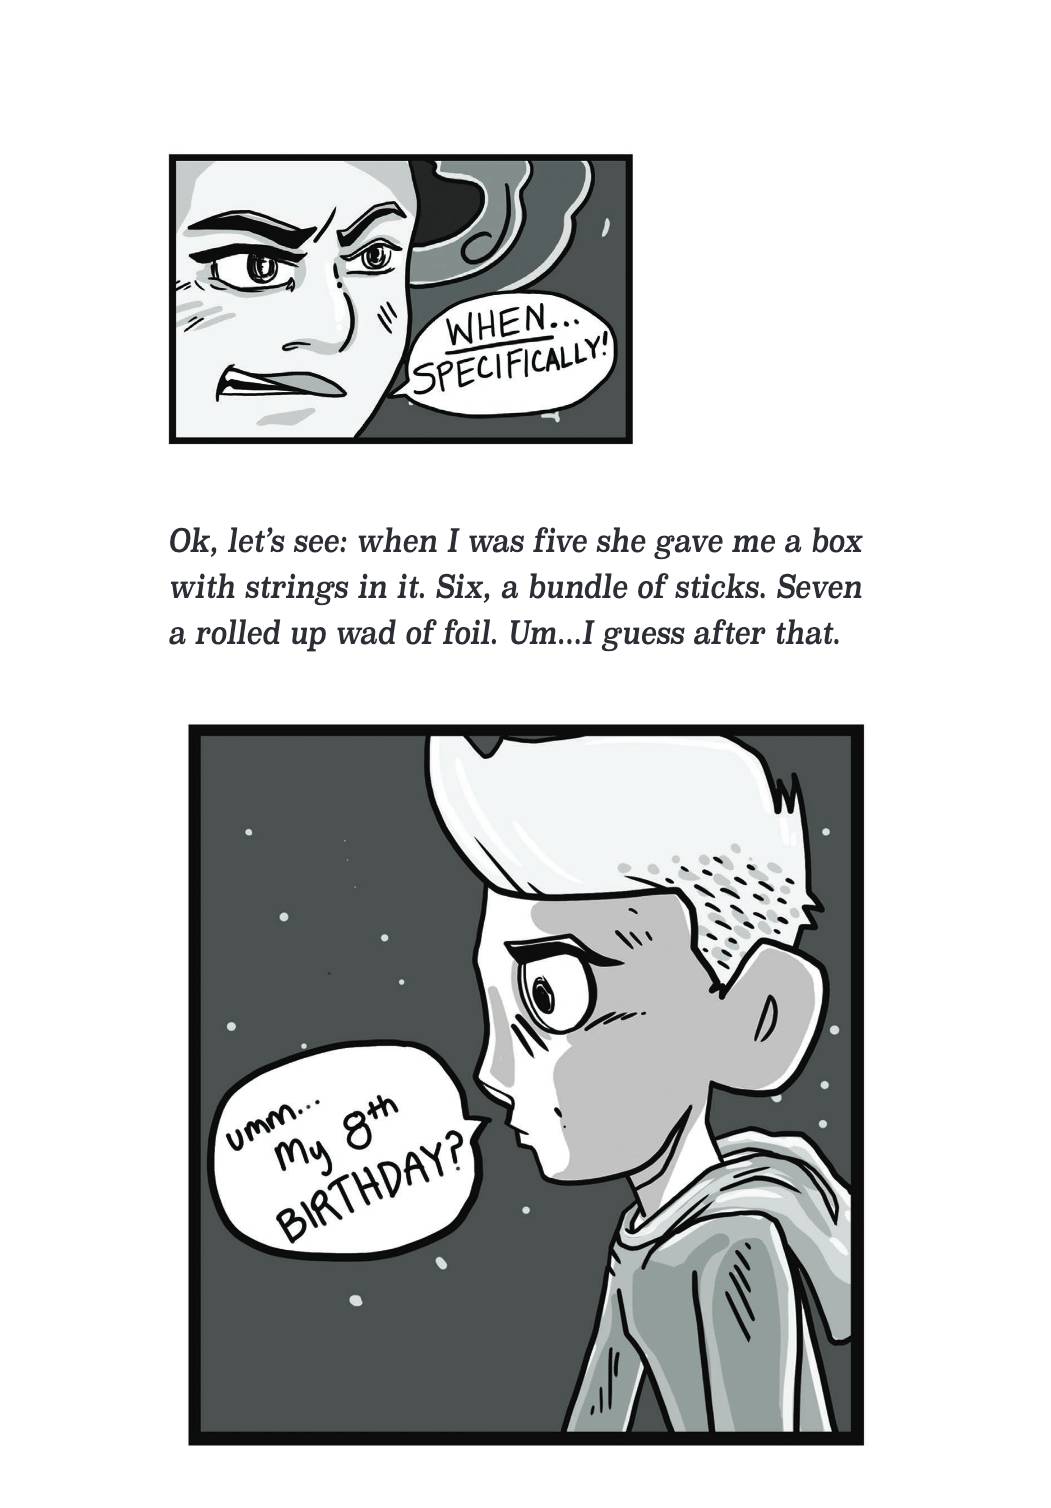 WHEN...
SPECIFICALLY!
Ok, let's see: when I was five she gave me a box
with strings in it. Six, a bundle of sticks. Seven
a rolled up wad of foil. Um...I guess after that.
umm...
My 8th
BIRTHDAY?